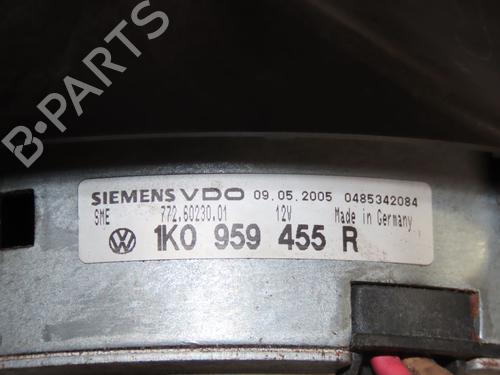 B-PARTS
SIEMENS VDO 09.05.2005 0485342084
SME 772.60230.01 12V Made in Germany
1K0 959 455 R